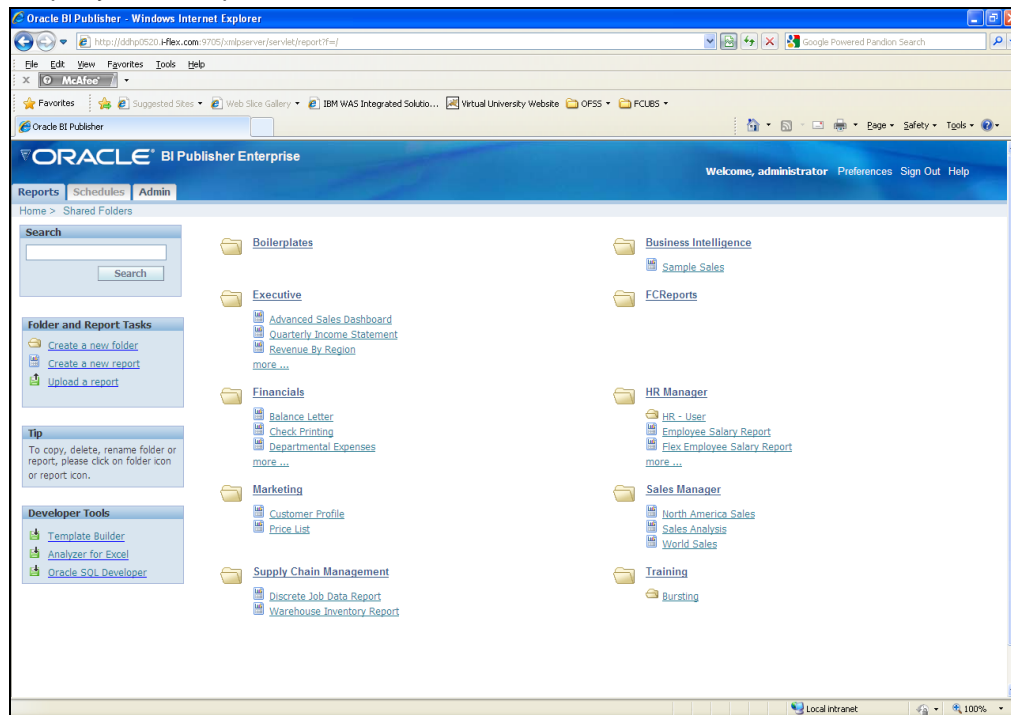 Oracle BI Publisher - Windows Internet Explorer
http://ddhp0520.i-flex.com:9705/xmlpserver/servlet/report?f=/
Google Powered Pandion Search
File Edit View Favorites Tools Help
X McAfee
Favorites Suggested Sites Web Slice Gallery IBM WAS Integrated Solutio... Virtual University Website OFSS FCUBS
Oracle BI Publisher
Page Safety Tools
ORACLE BI Publisher Enterprise
Welcome, administrator Preferences Sign Out Help
Reports Schedules Admin
Home > Shared Folders
Search
Search
Folder and Report Tasks
Create a new folder
Create a new report
Upload a report
Tip
To copy, delete, rename folder or
report, please click on folder icon
or report icon.
Developer Tools
Template Builder
Analyzer for Excel
Oracle SQL Developer
Boilerplates
Business Intelligence
Sample Sales
Executive
Advanced Sales Dashboard
Quarterly Income Statement
Revenue By Region
more ...
FCReports
Financials
Balance Letter
Check Printing
Departmental Expenses
more ...
HR Manager
HR - User
Employee Salary Report
Flex Employee Salary Report
more ...
Marketing
Customer Profile
Price List
Sales Manager
North America Sales
Sales Analysis
World Sales
Supply Chain Management
Discrete Job Data Report
Warehouse Inventory Report
Training
Bursting
Local intranet
100%